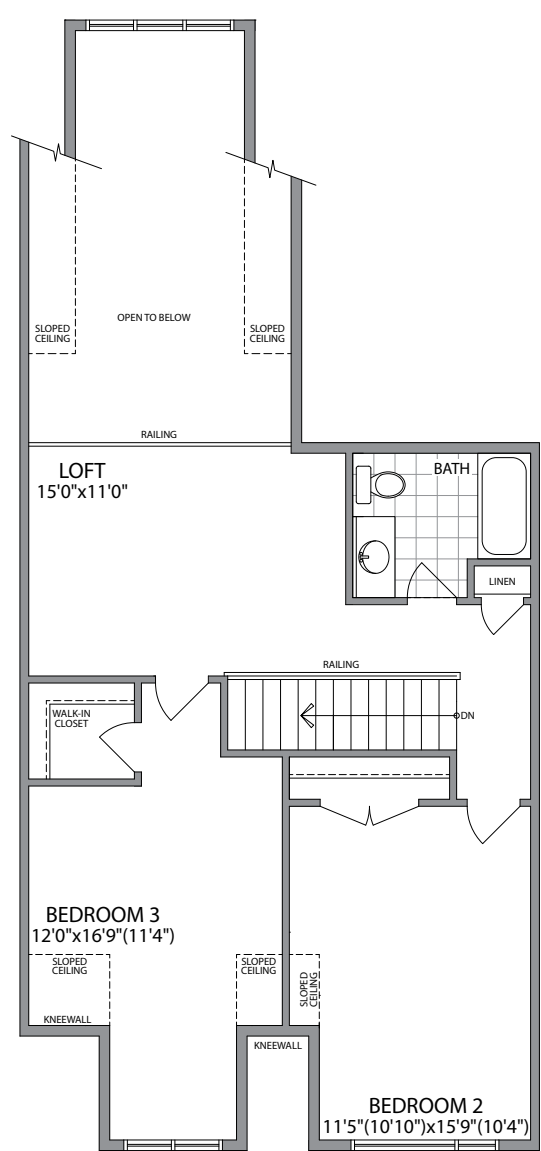 OPEN TO BELOW
SLOPED
CEILING
SLOPED
CEILING
RAILING
LOFT
15'0"x11'0"
BATH
LINEN
RAILING
WALK-IN
CLOSET
DN
BEDROOM 3
12'0"x16'9"(11'4")
SLOPED
CEILING
SLOPED
CEILING
SLOPED
CEILING
KNEEWALL
KNEEWALL
BEDROOM 2
11'5"(10'10")x15'9"(10'4")